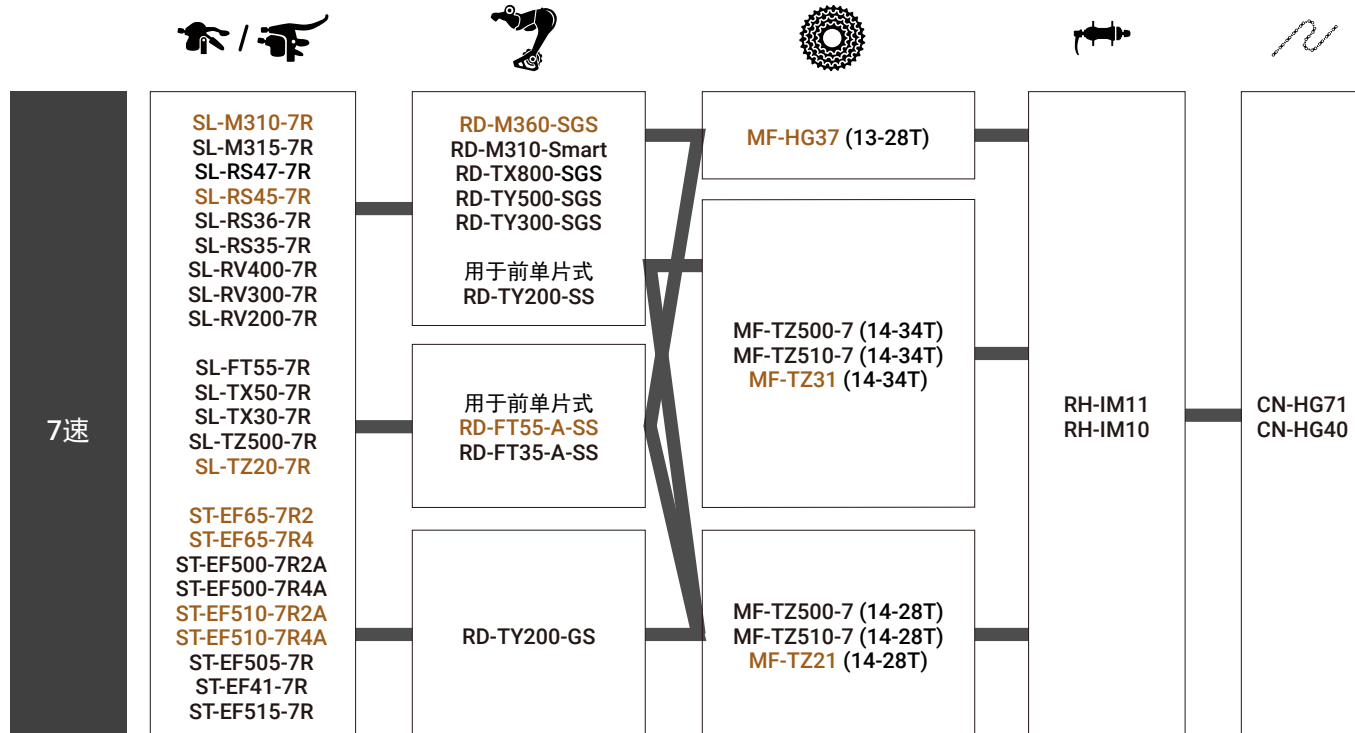 7速
SL-M310-7R
SL-M315-7R
SL-RS47-7R
SL-RS45-7R
SL-RS36-7R
SL-RS35-7R
SL-RV400-7R
SL-RV300-7R
SL-RV200-7R
SL-FT55-7R
SL-TX50-7R
SL-TX30-7R
SL-TZ500-7R
SL-TZ20-7R
ST-EF65-7R2
ST-EF65-7R4
ST-EF500-7R2A
ST-EF500-7R4A
ST-EF510-7R2A
ST-EF510-7R4A
ST-EF505-7R
ST-EF41-7R
ST-EF515-7R
RD-M360-SGS
RD-M310-Smart
RD-TX800-SGS
RD-TY500-SGS
RD-TY300-SGS
用于前单片式
RD-TY200-SS
用于前单片式
RD-FT55-A-SS
RD-FT35-A-SS
RD-TY200-GS
MF-HG37 (13-28T)
MF-TZ500-7 (14-34T)
MF-TZ510-7 (14-34T)
MF-TZ31 (14-34T)
MF-TZ500-7 (14-28T)
MF-TZ510-7 (14-28T)
MF-TZ21 (14-28T)
RH-IM11
RH-IM10
CN-HG71
CN-HG40